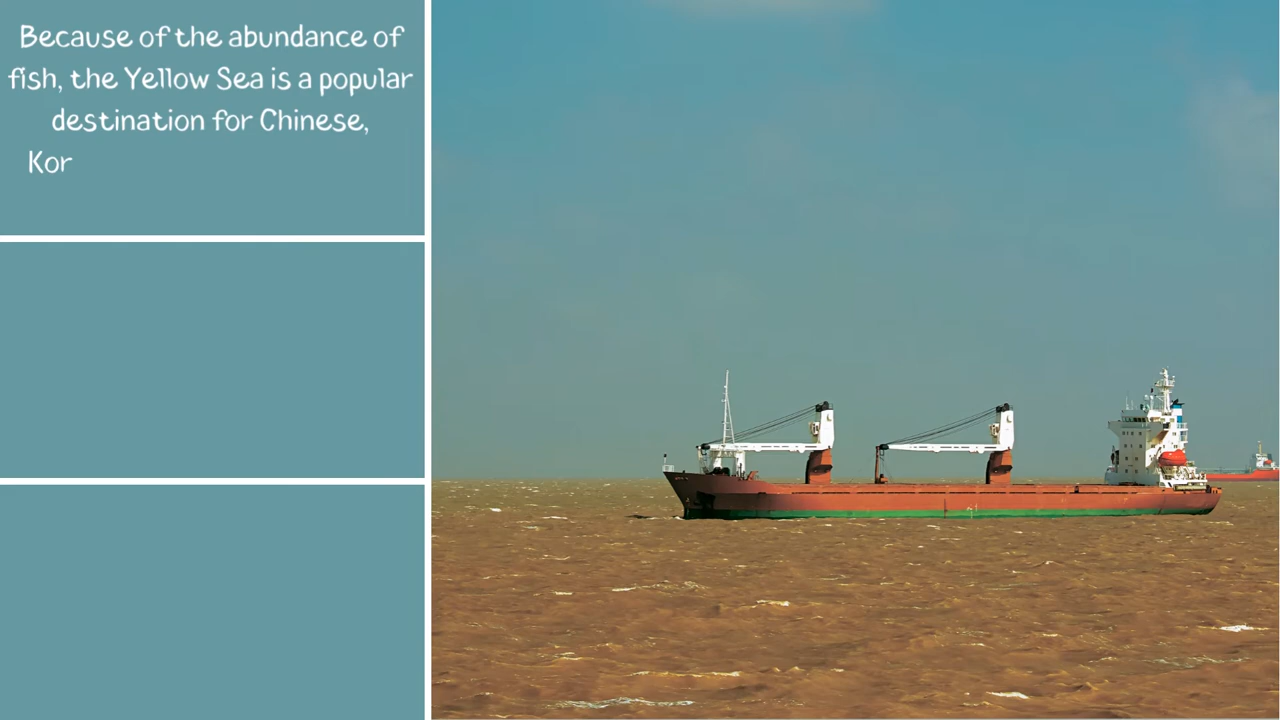 Because of the abundance of
fish, the Yellow Sea is a popular
destination for Chinese,
Kor